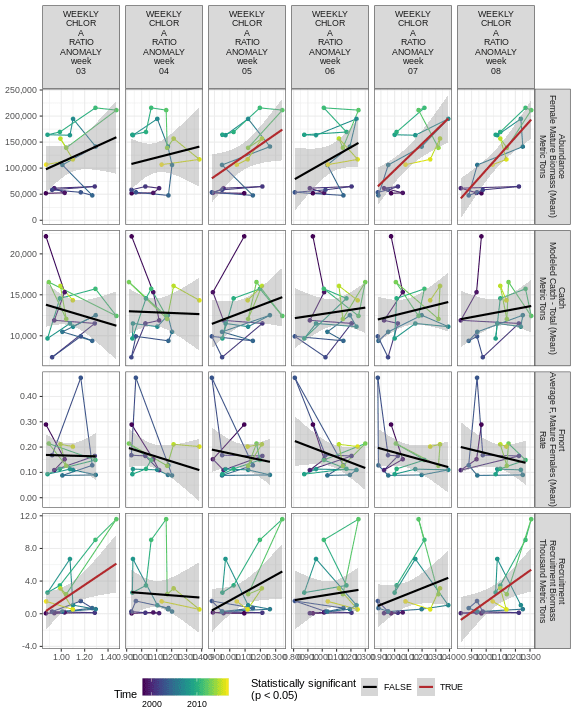 WEEKLY CHLOR A RATIO ANOMALY week 03
WEEKLY CHLOR A RATIO ANOMALY week 04
WEEKLY CHLOR A RATIO ANOMALY week 05
WEEKLY CHLOR A RATIO ANOMALY week 06
WEEKLY CHLOR A RATIO ANOMALY week 07
WEEKLY CHLOR A RATIO ANOMALY week 08
250,000
200,000
150,000
100,000
50,000
0
Abundance
Female Mature Biomass (Mean)
Metric Tons
20,000
15,000
10,000
Catch
Modeled Catch - Total (Mean)
Metric Tons
0.40
0.30
0.20
0.10
0.00
Fmort
Average F, Mature Females (Mean)
Rate
12.0
8.0
4.0
0.0
-4.0
Recruitment
Recruitment Biomass
Thousand Metric Tons
1.00 1.20
Time
2000 2010
Statistically significant
(p < 0.05)
FALSE
TRUE